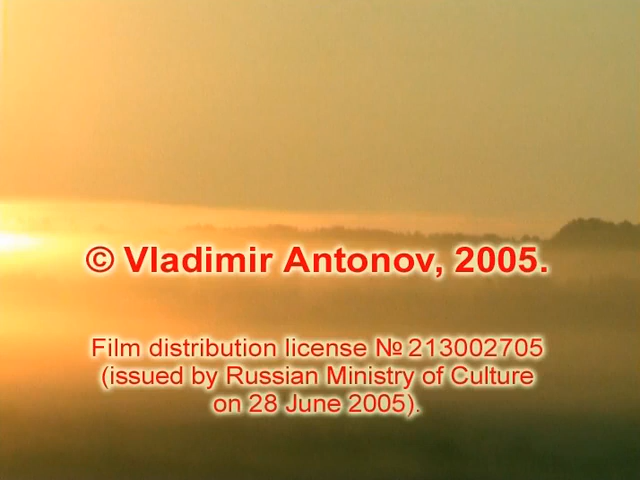 © Vladimir Antonov, 2005.
Film distribution license № 213002705
(issued by Russian Ministry of Culture
on 28 June 2005).